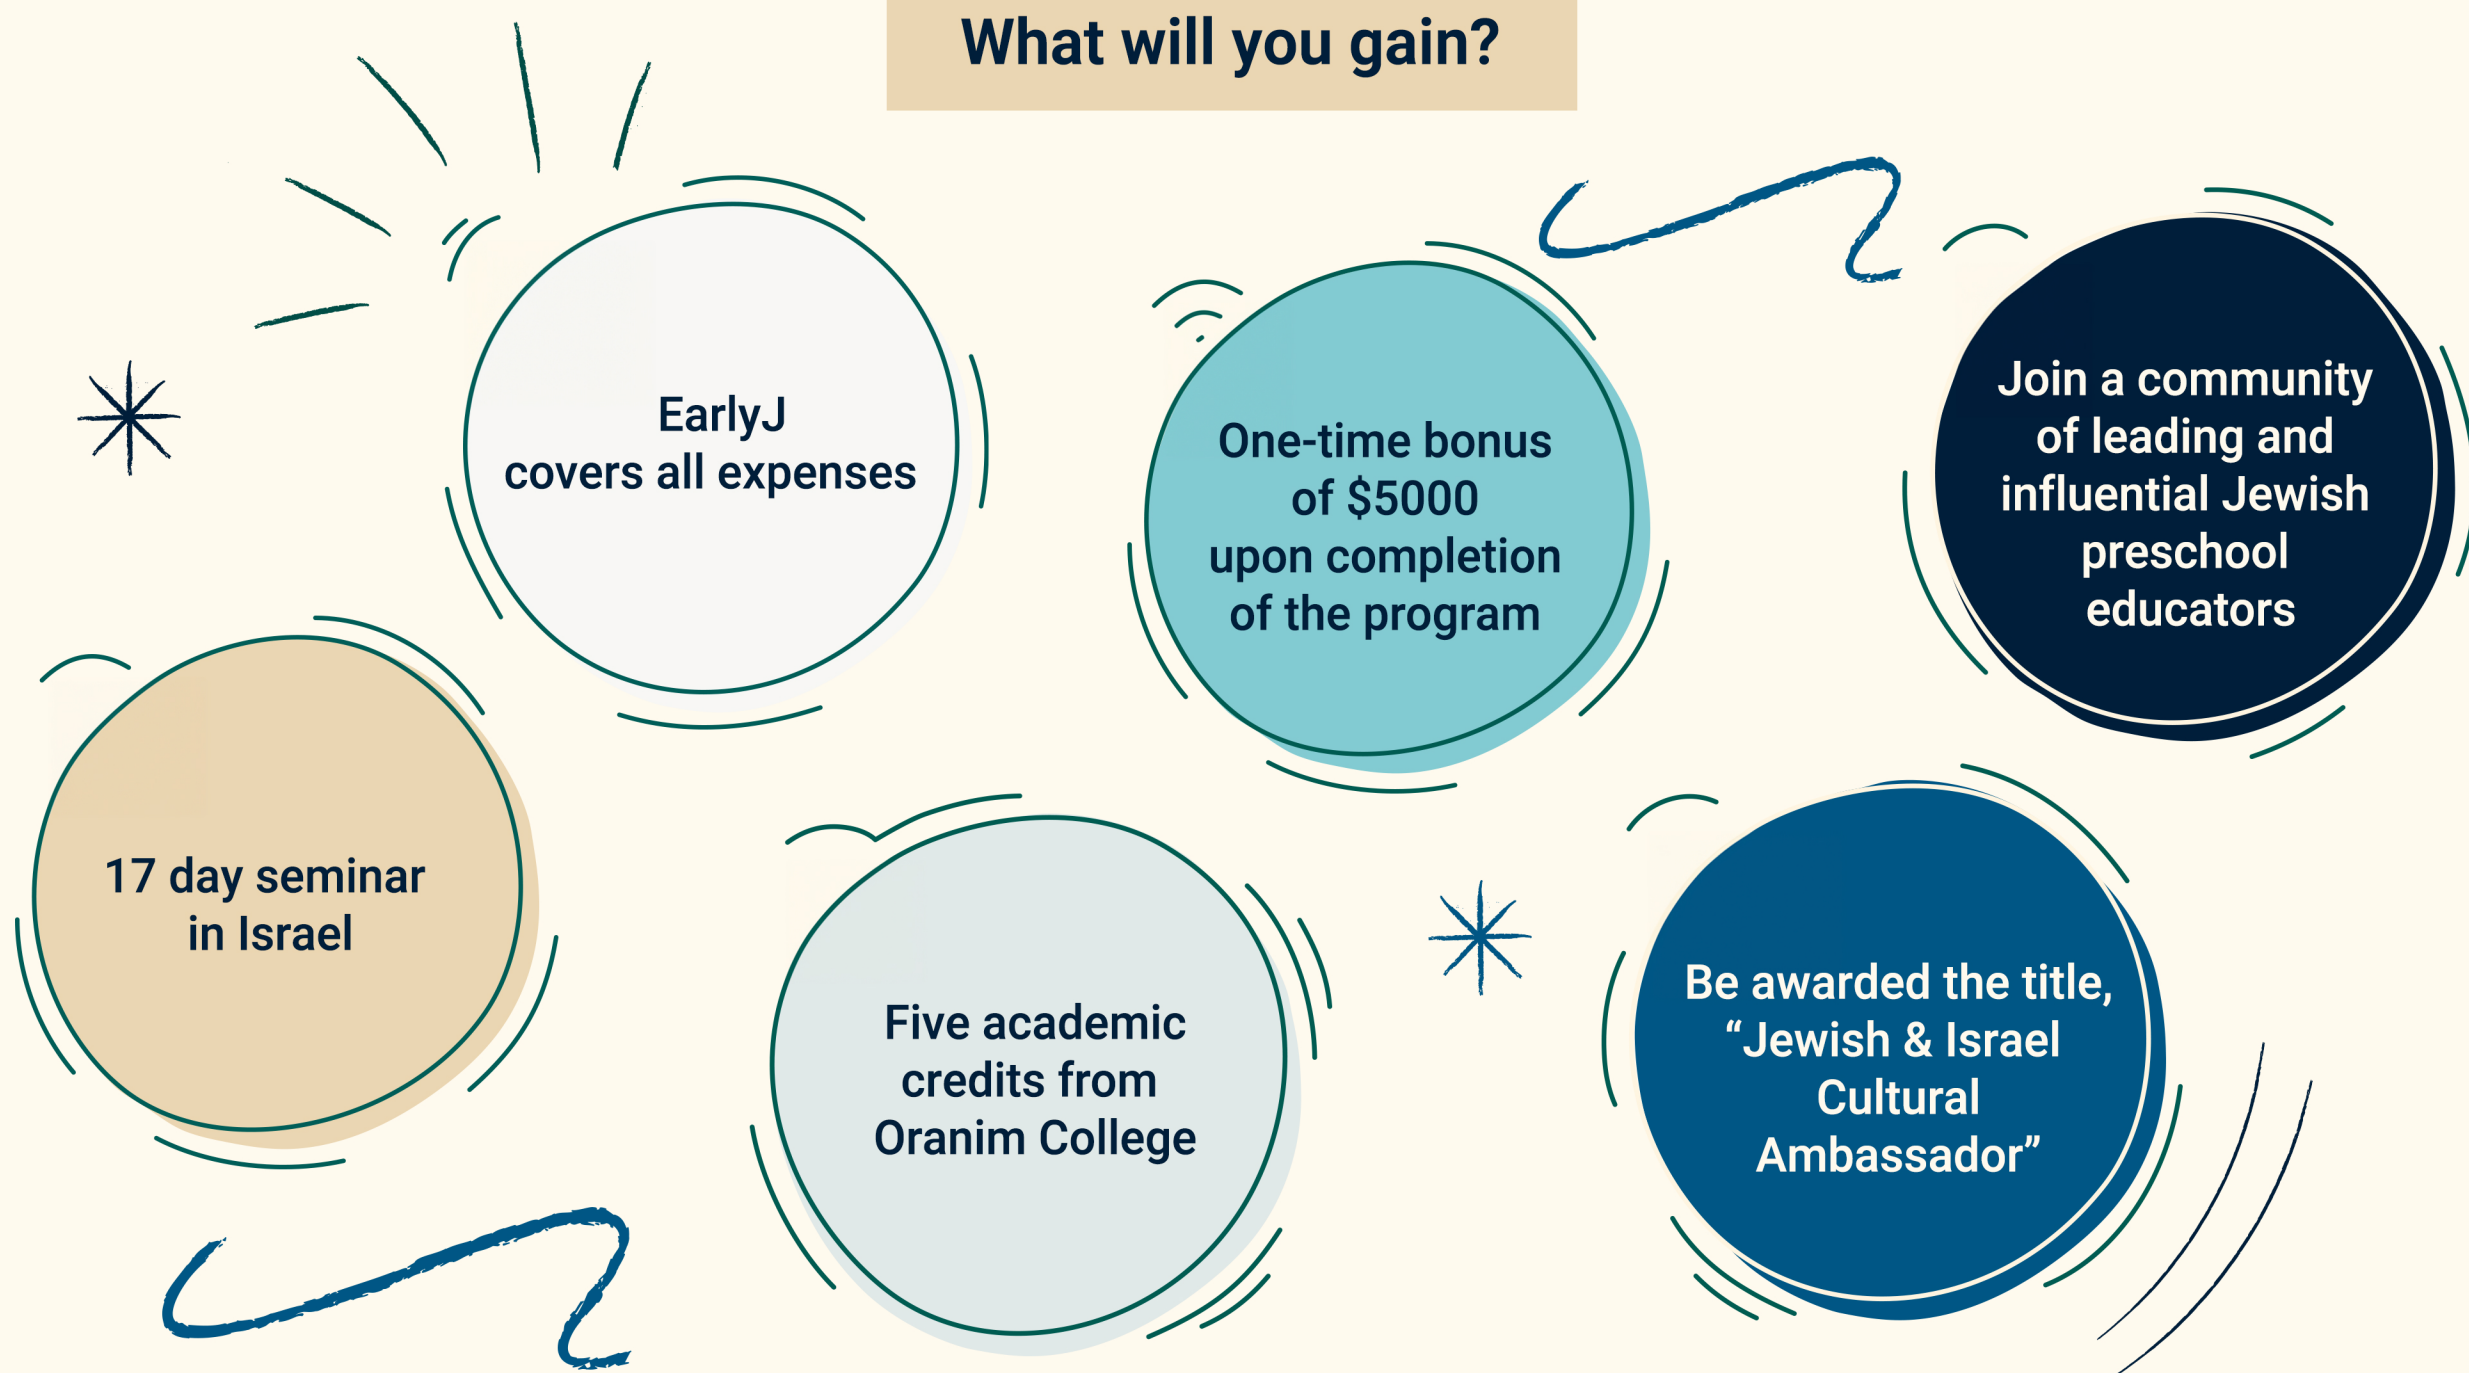 What will you gain?
EarlyJ
covers all expenses
One-time bonus
of $5000
upon completion
of the program
Join a community
of leading and
influential Jewish
preschool
educators
17 day seminar
in Israel
Five academic
credits from
Oranim College
Be awarded the title,
“Jewish & Israel
Cultural
Ambassador”